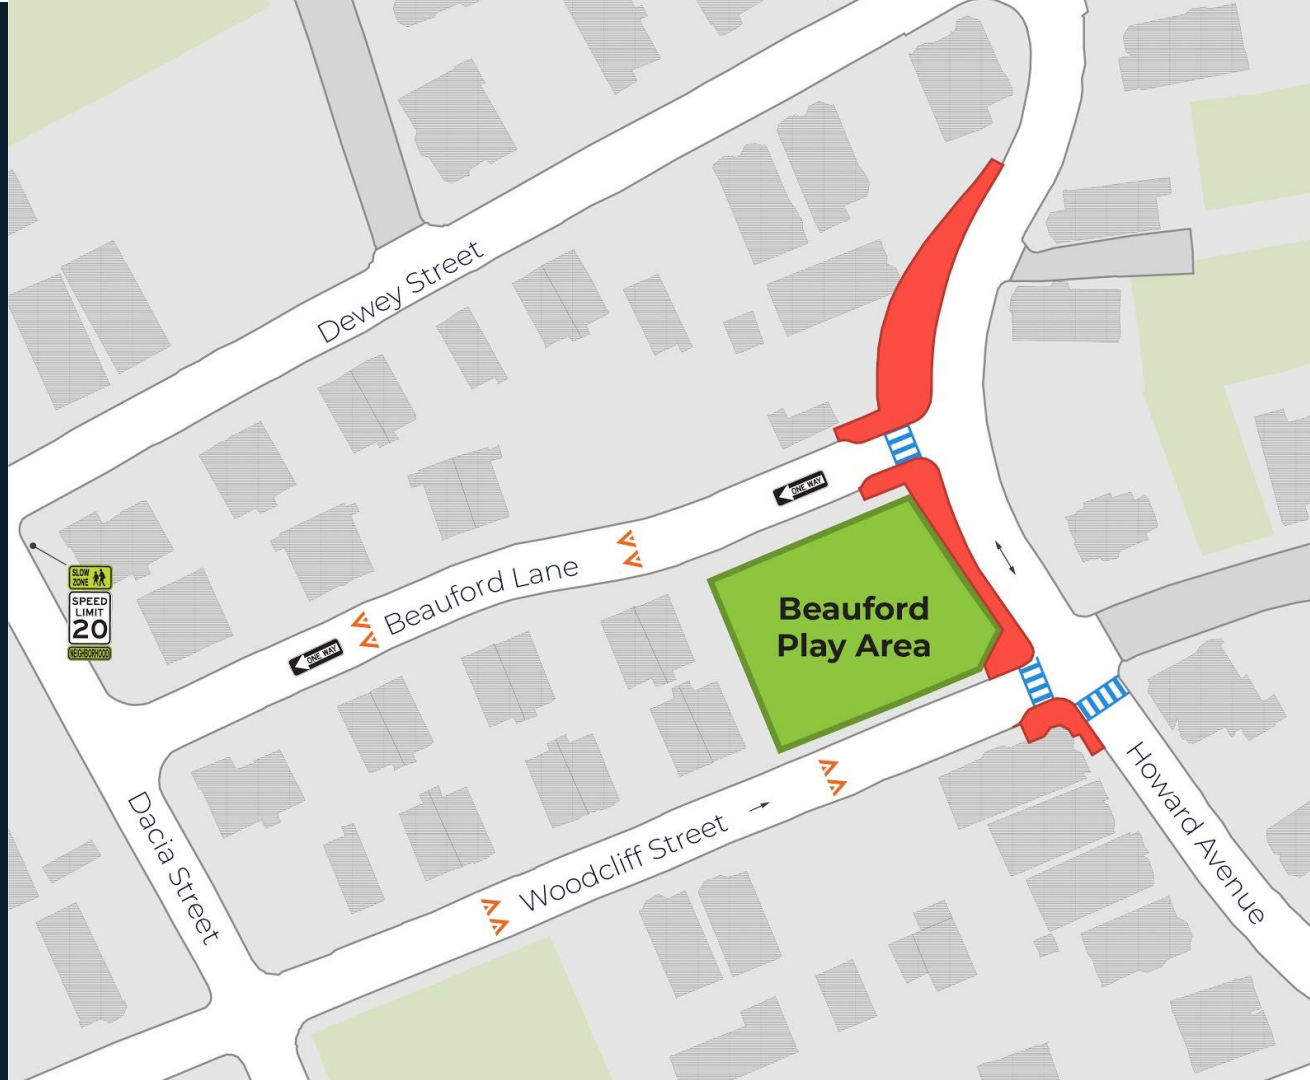 Dewey Street
ONE WAY
SLOW
ZONE
SPEED
LIMIT
20
NEIGHBORHOOD
Beauford Lane
ONE WAY
Beauford
Play Area
Dacia Street
Woodcliff Street
Howard Avenue